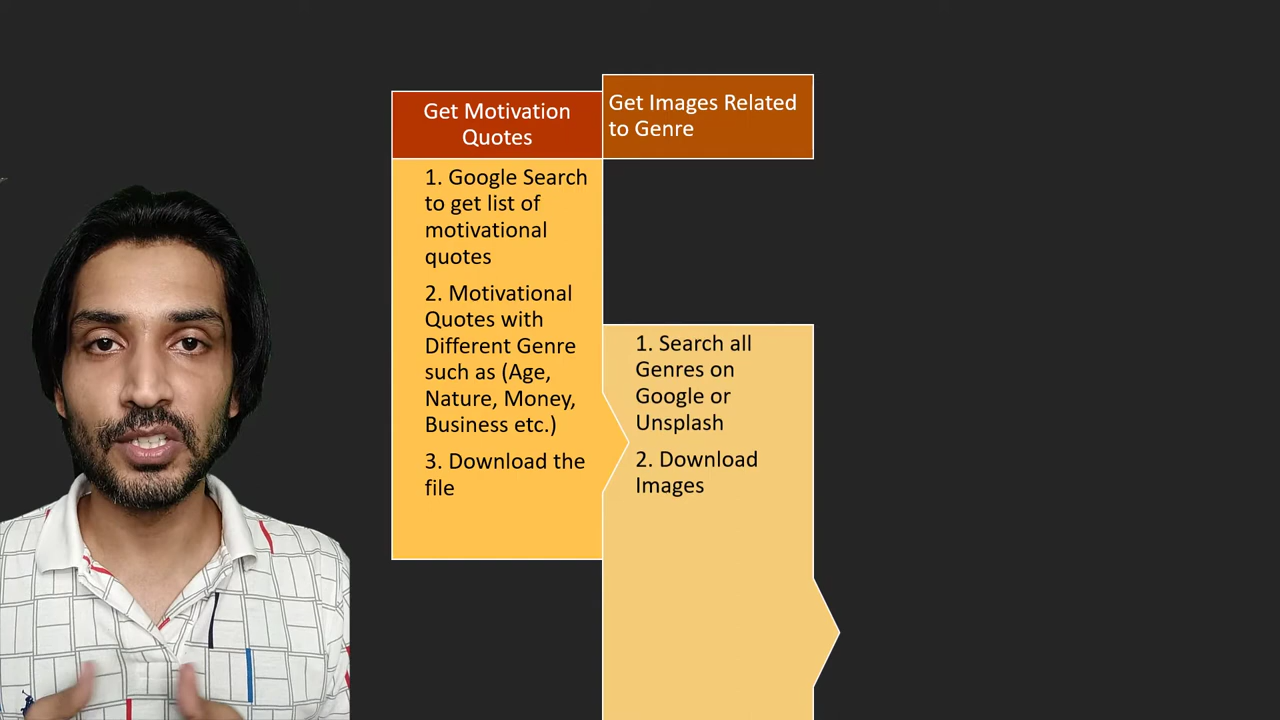 Get Motivation
Quotes
1. Google Search
to get list of
motivational
quotes
2. Motivational
Quotes with
Different Genre
such as (Age,
Nature, Money,
Business etc.)
3. Download the
file
Get Images Related
to Genre
1. Search all
Genres on
Google or
Unsplash
2. Download
Images